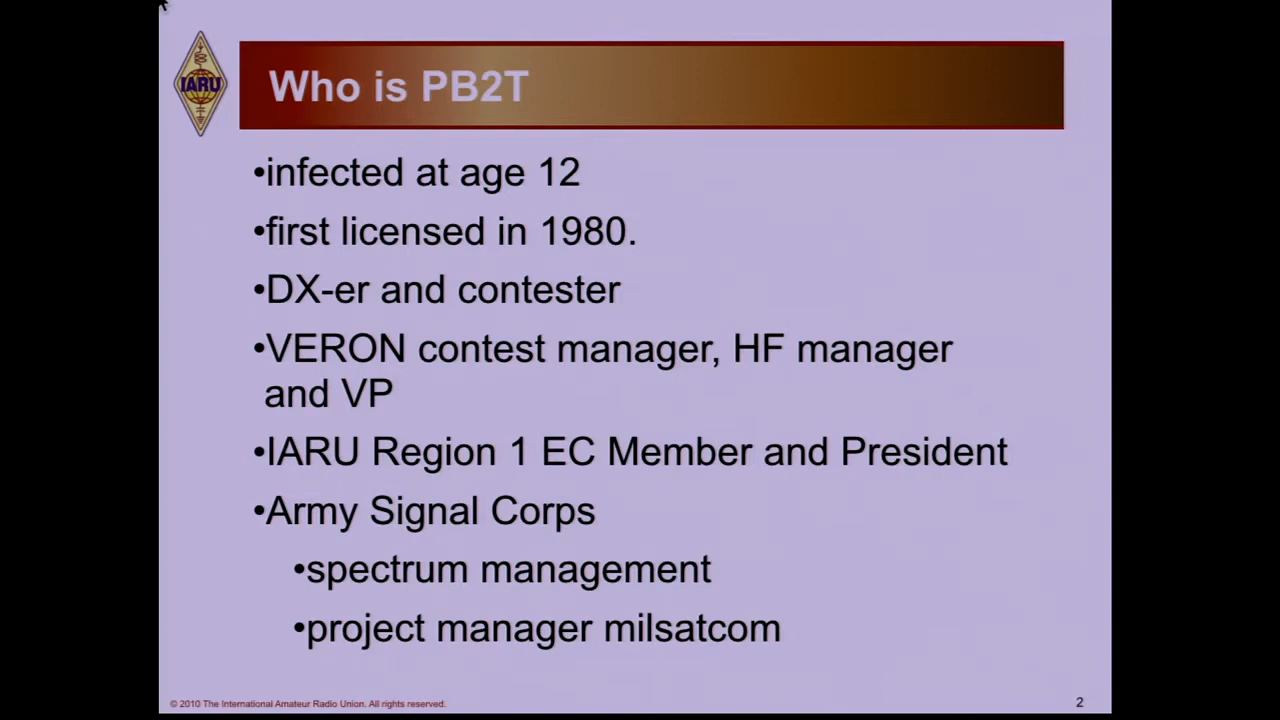 IARU
Who is PB2T
•infected at age 12
•first licensed in 1980.
•DX-er and contester
•VERON contest manager, HF manager
and VP
•IARU Region 1 EC Member and President
•Army Signal Corps
•spectrum management
•project manager milsatcom
© 2010 The International Amateur Radio Union. All rights reserved.
2